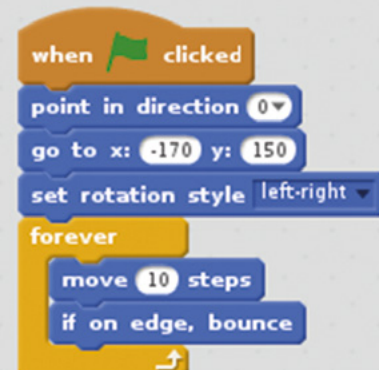 when clicked
point in direction 0
go to x: -170 y: 150
set rotation style left-right
forever
move 10 steps
if on edge, bounce